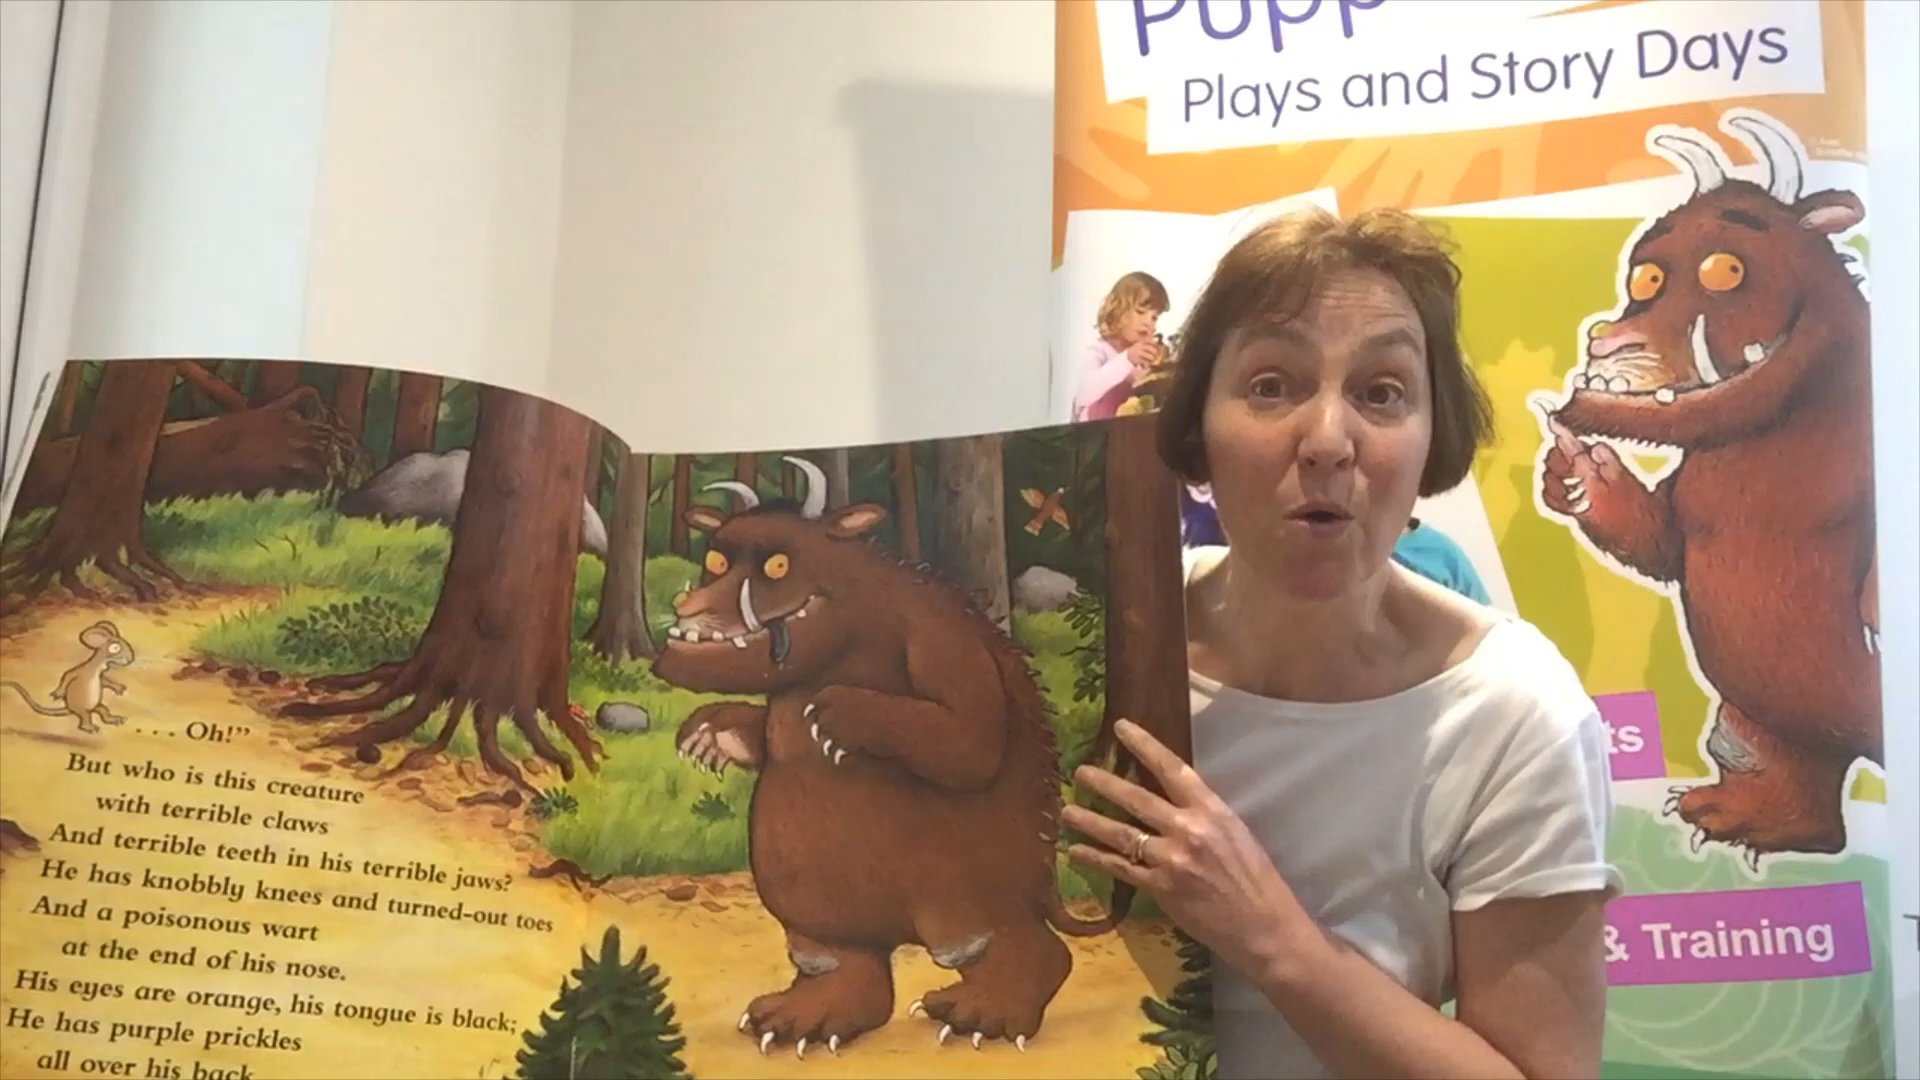 Plays and Story Days
. . . Oh!”
But who is this creature
with terrible claws
And terrible teeth in his terrible jaws?
He has knobbly knees and turned-out toes
And a poisonous wart
at the end of his nose.
His eyes are orange, his tongue is black;
He has purple prickles
all over his back
& Training